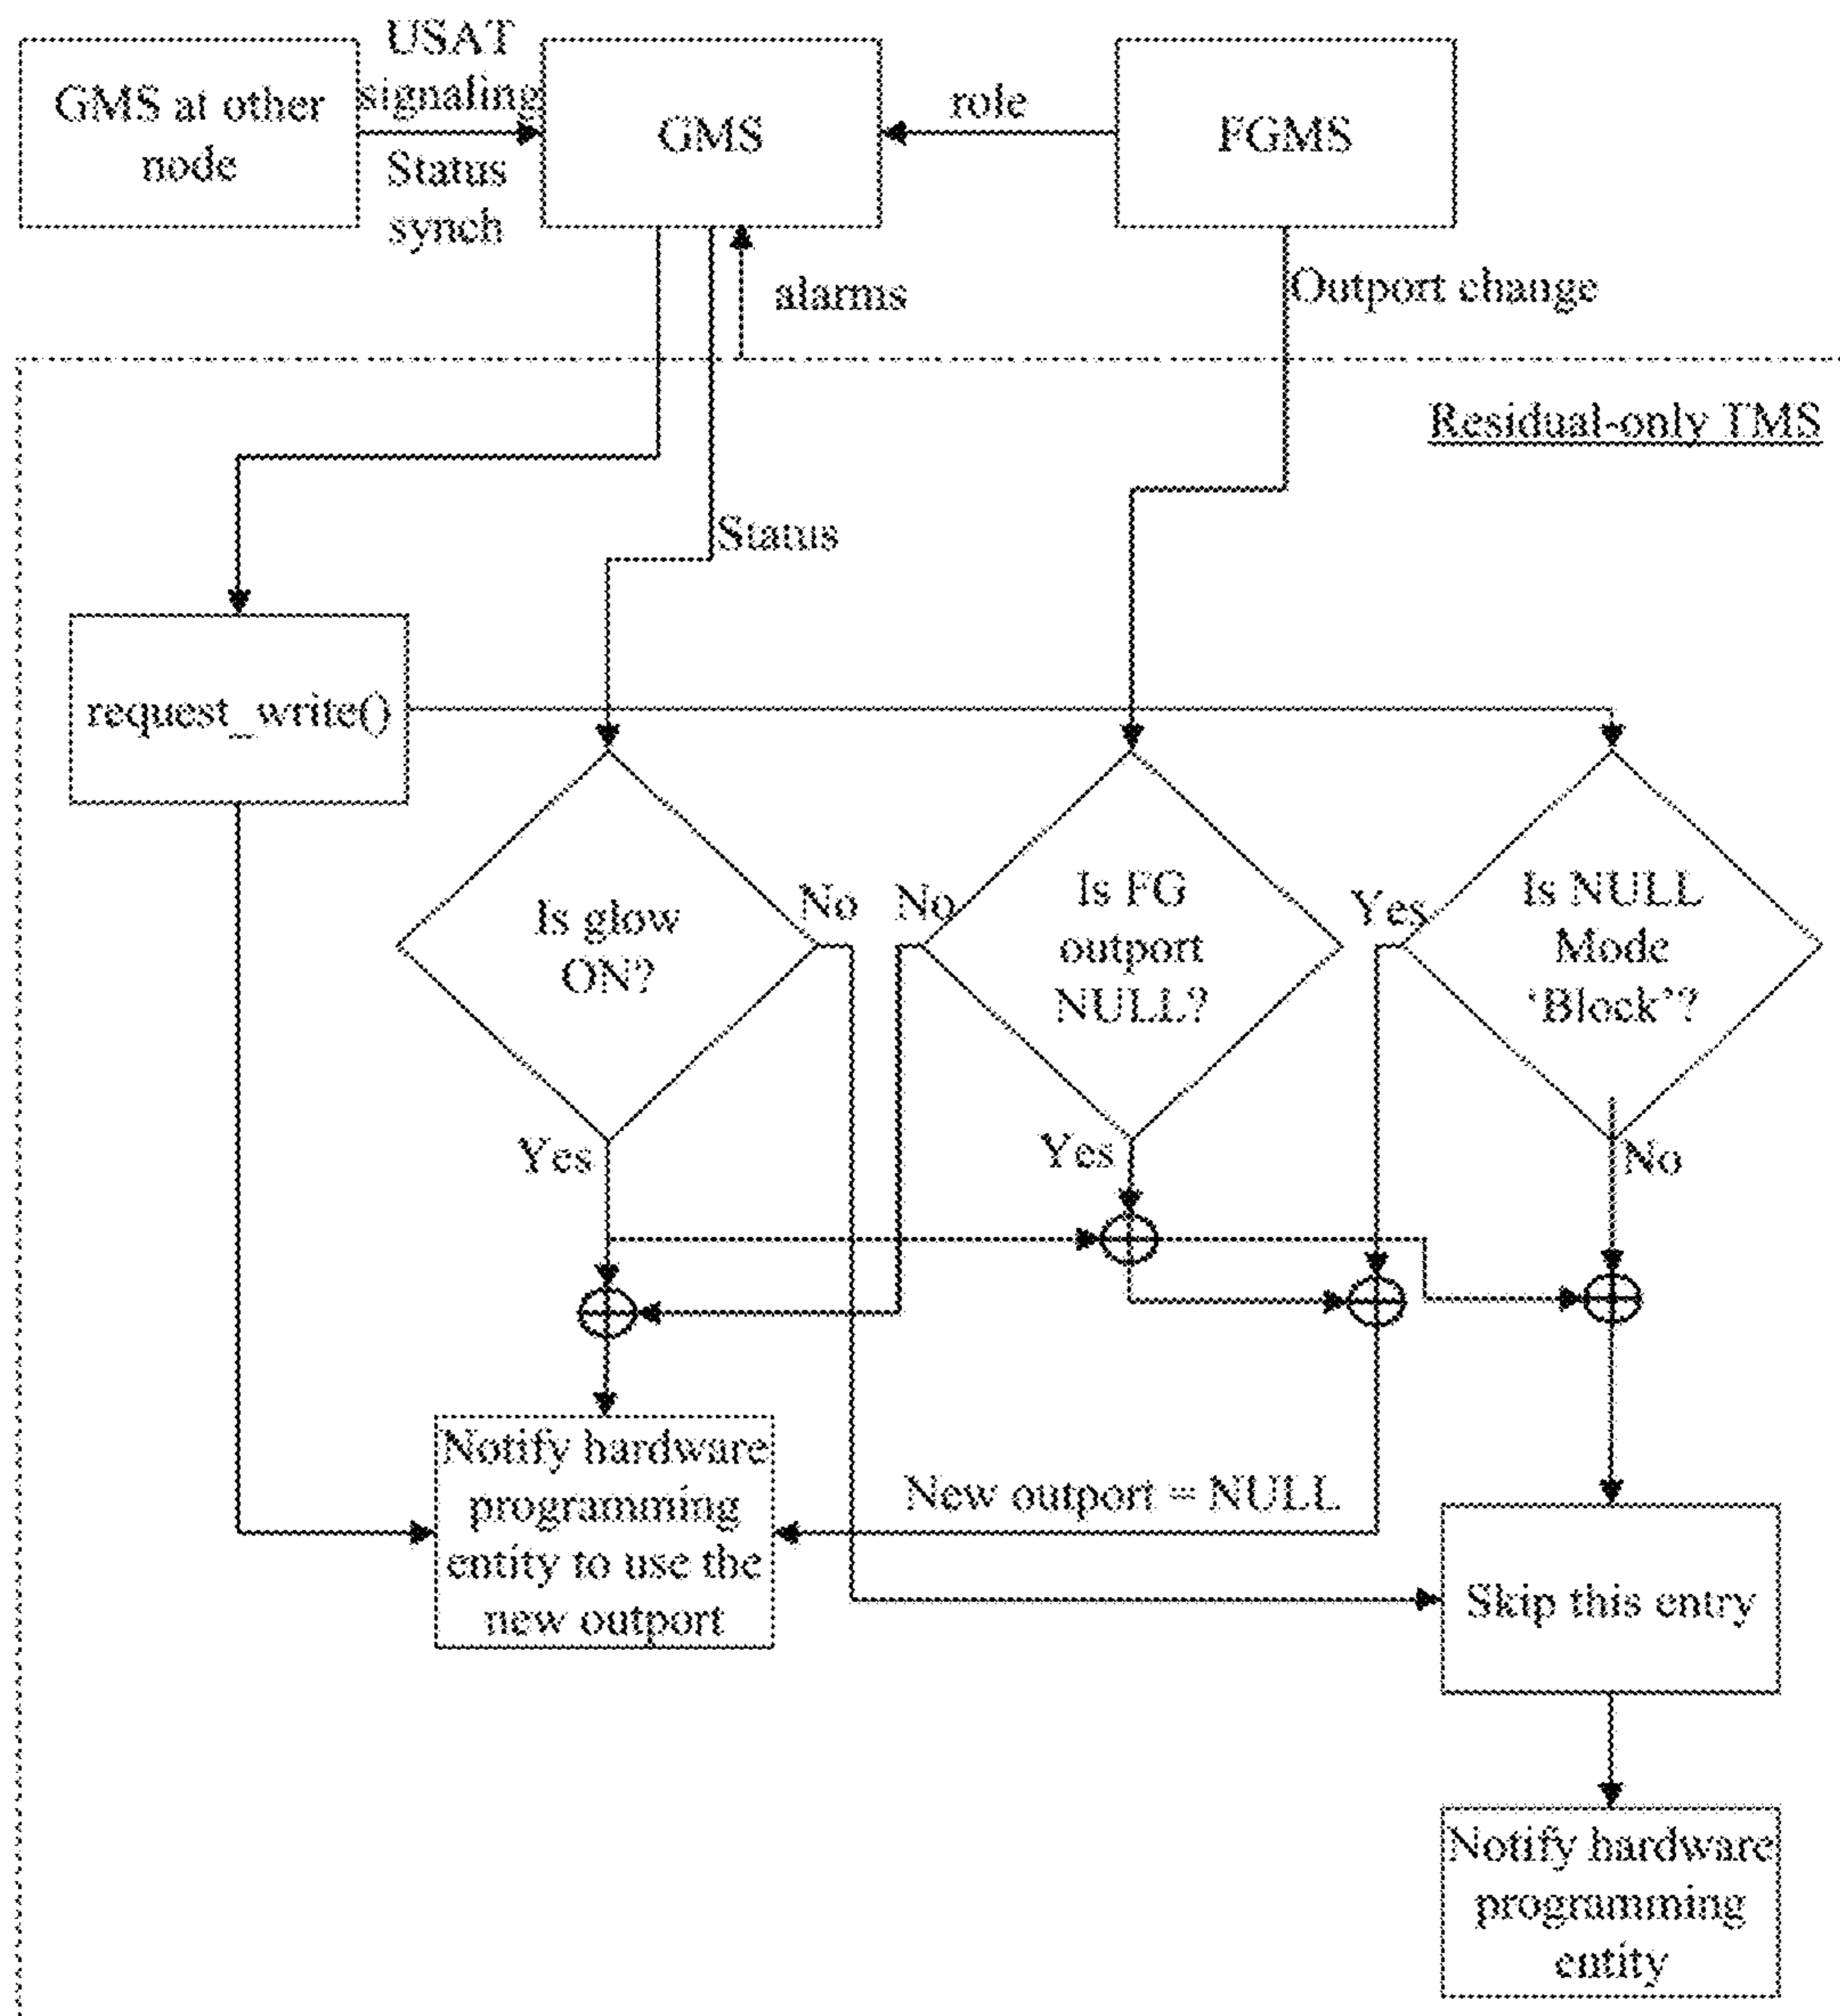 USAT
signaling
GMS at other
node
Status
synch
GMS
role
FGMS
alarms
Outport change
Residual-only TMS
Status
request_write()
Is glow
ON?
No
Yes
Is FG
outport
NULL?
No
Yes
Is NULL
Mode
‘Block’?
Yes
No
Notify hardware
programming
entity to use the
new outport
New outport = NULL
Skip this entry
Notify hardware
programming
entity